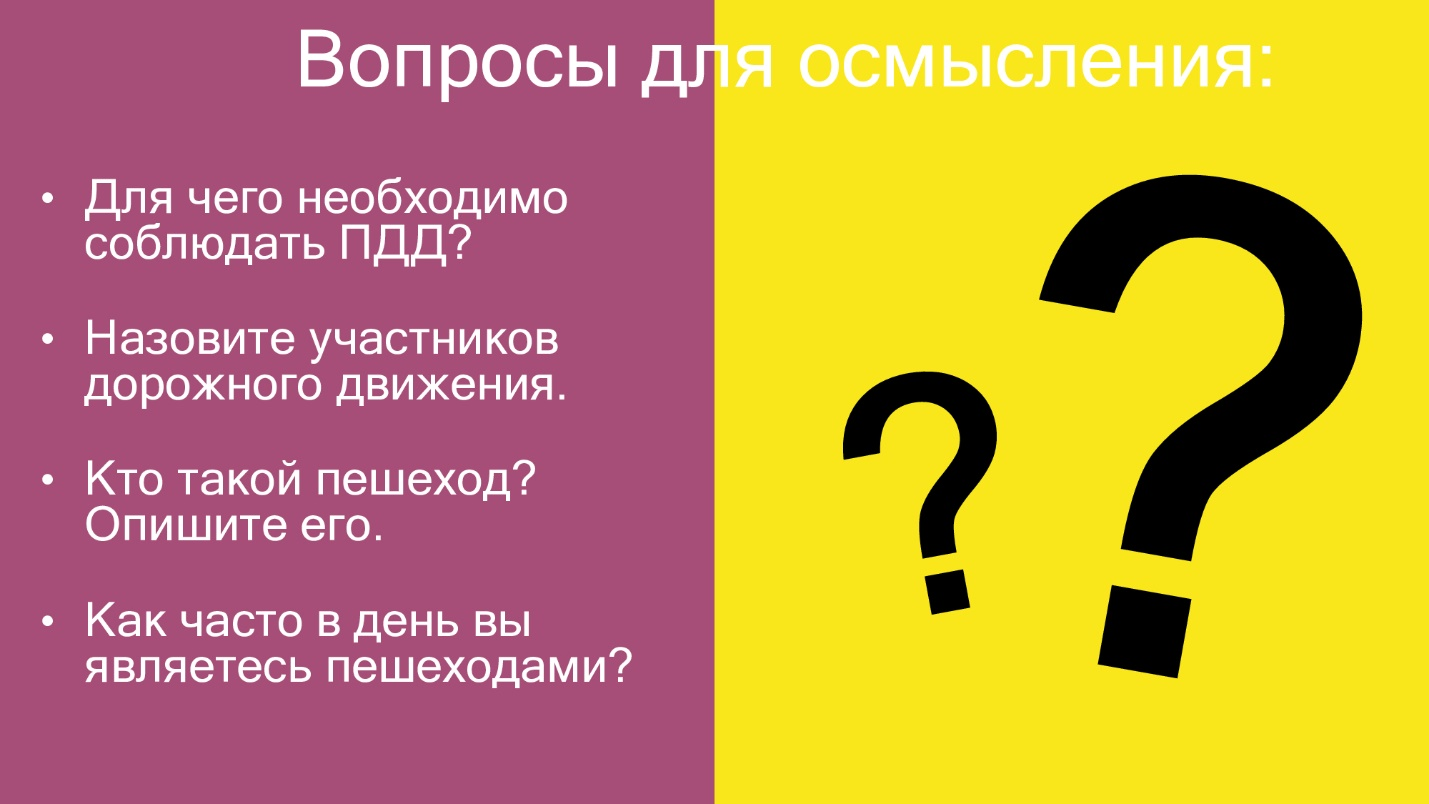 Вопросы для осмысления:
• Для чего необходимо
соблюдать ПДД?
• Назовите участников
дорожного движения.
• Кто такой пешеход?
Опишите его.
• Как часто в день вы
являетесь пешеходами?
? ?